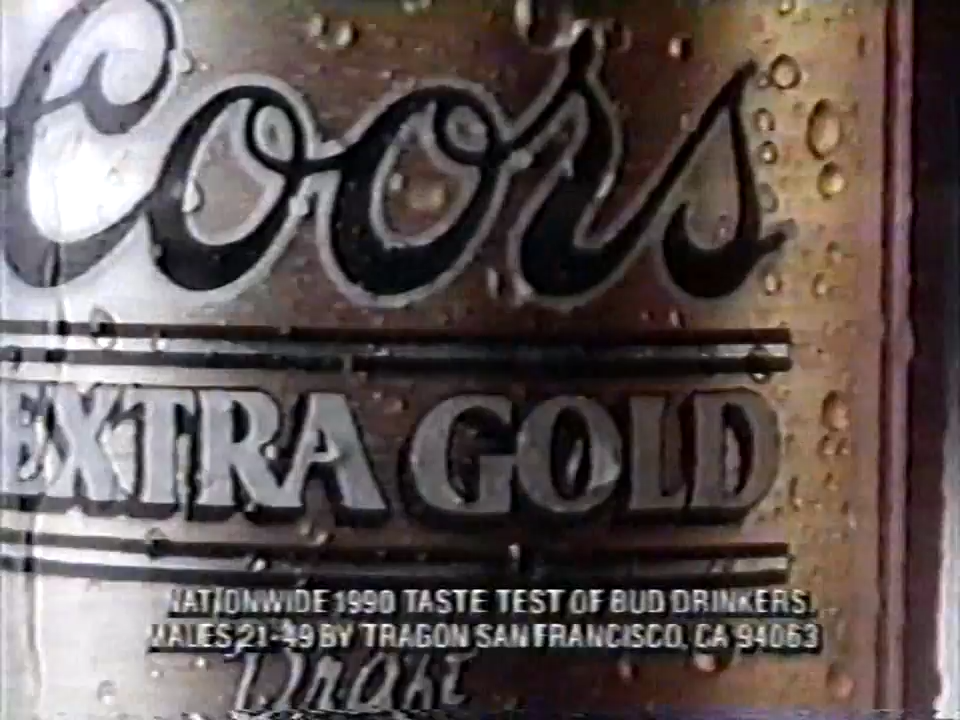 Coors
EXTRA GOLD
NATIONWIDE 1990 TASTE TEST OF BUD DRINKERS.
MALES 21-49 BY TRAGON SAN FRANCISCO, CA 94063
Draft